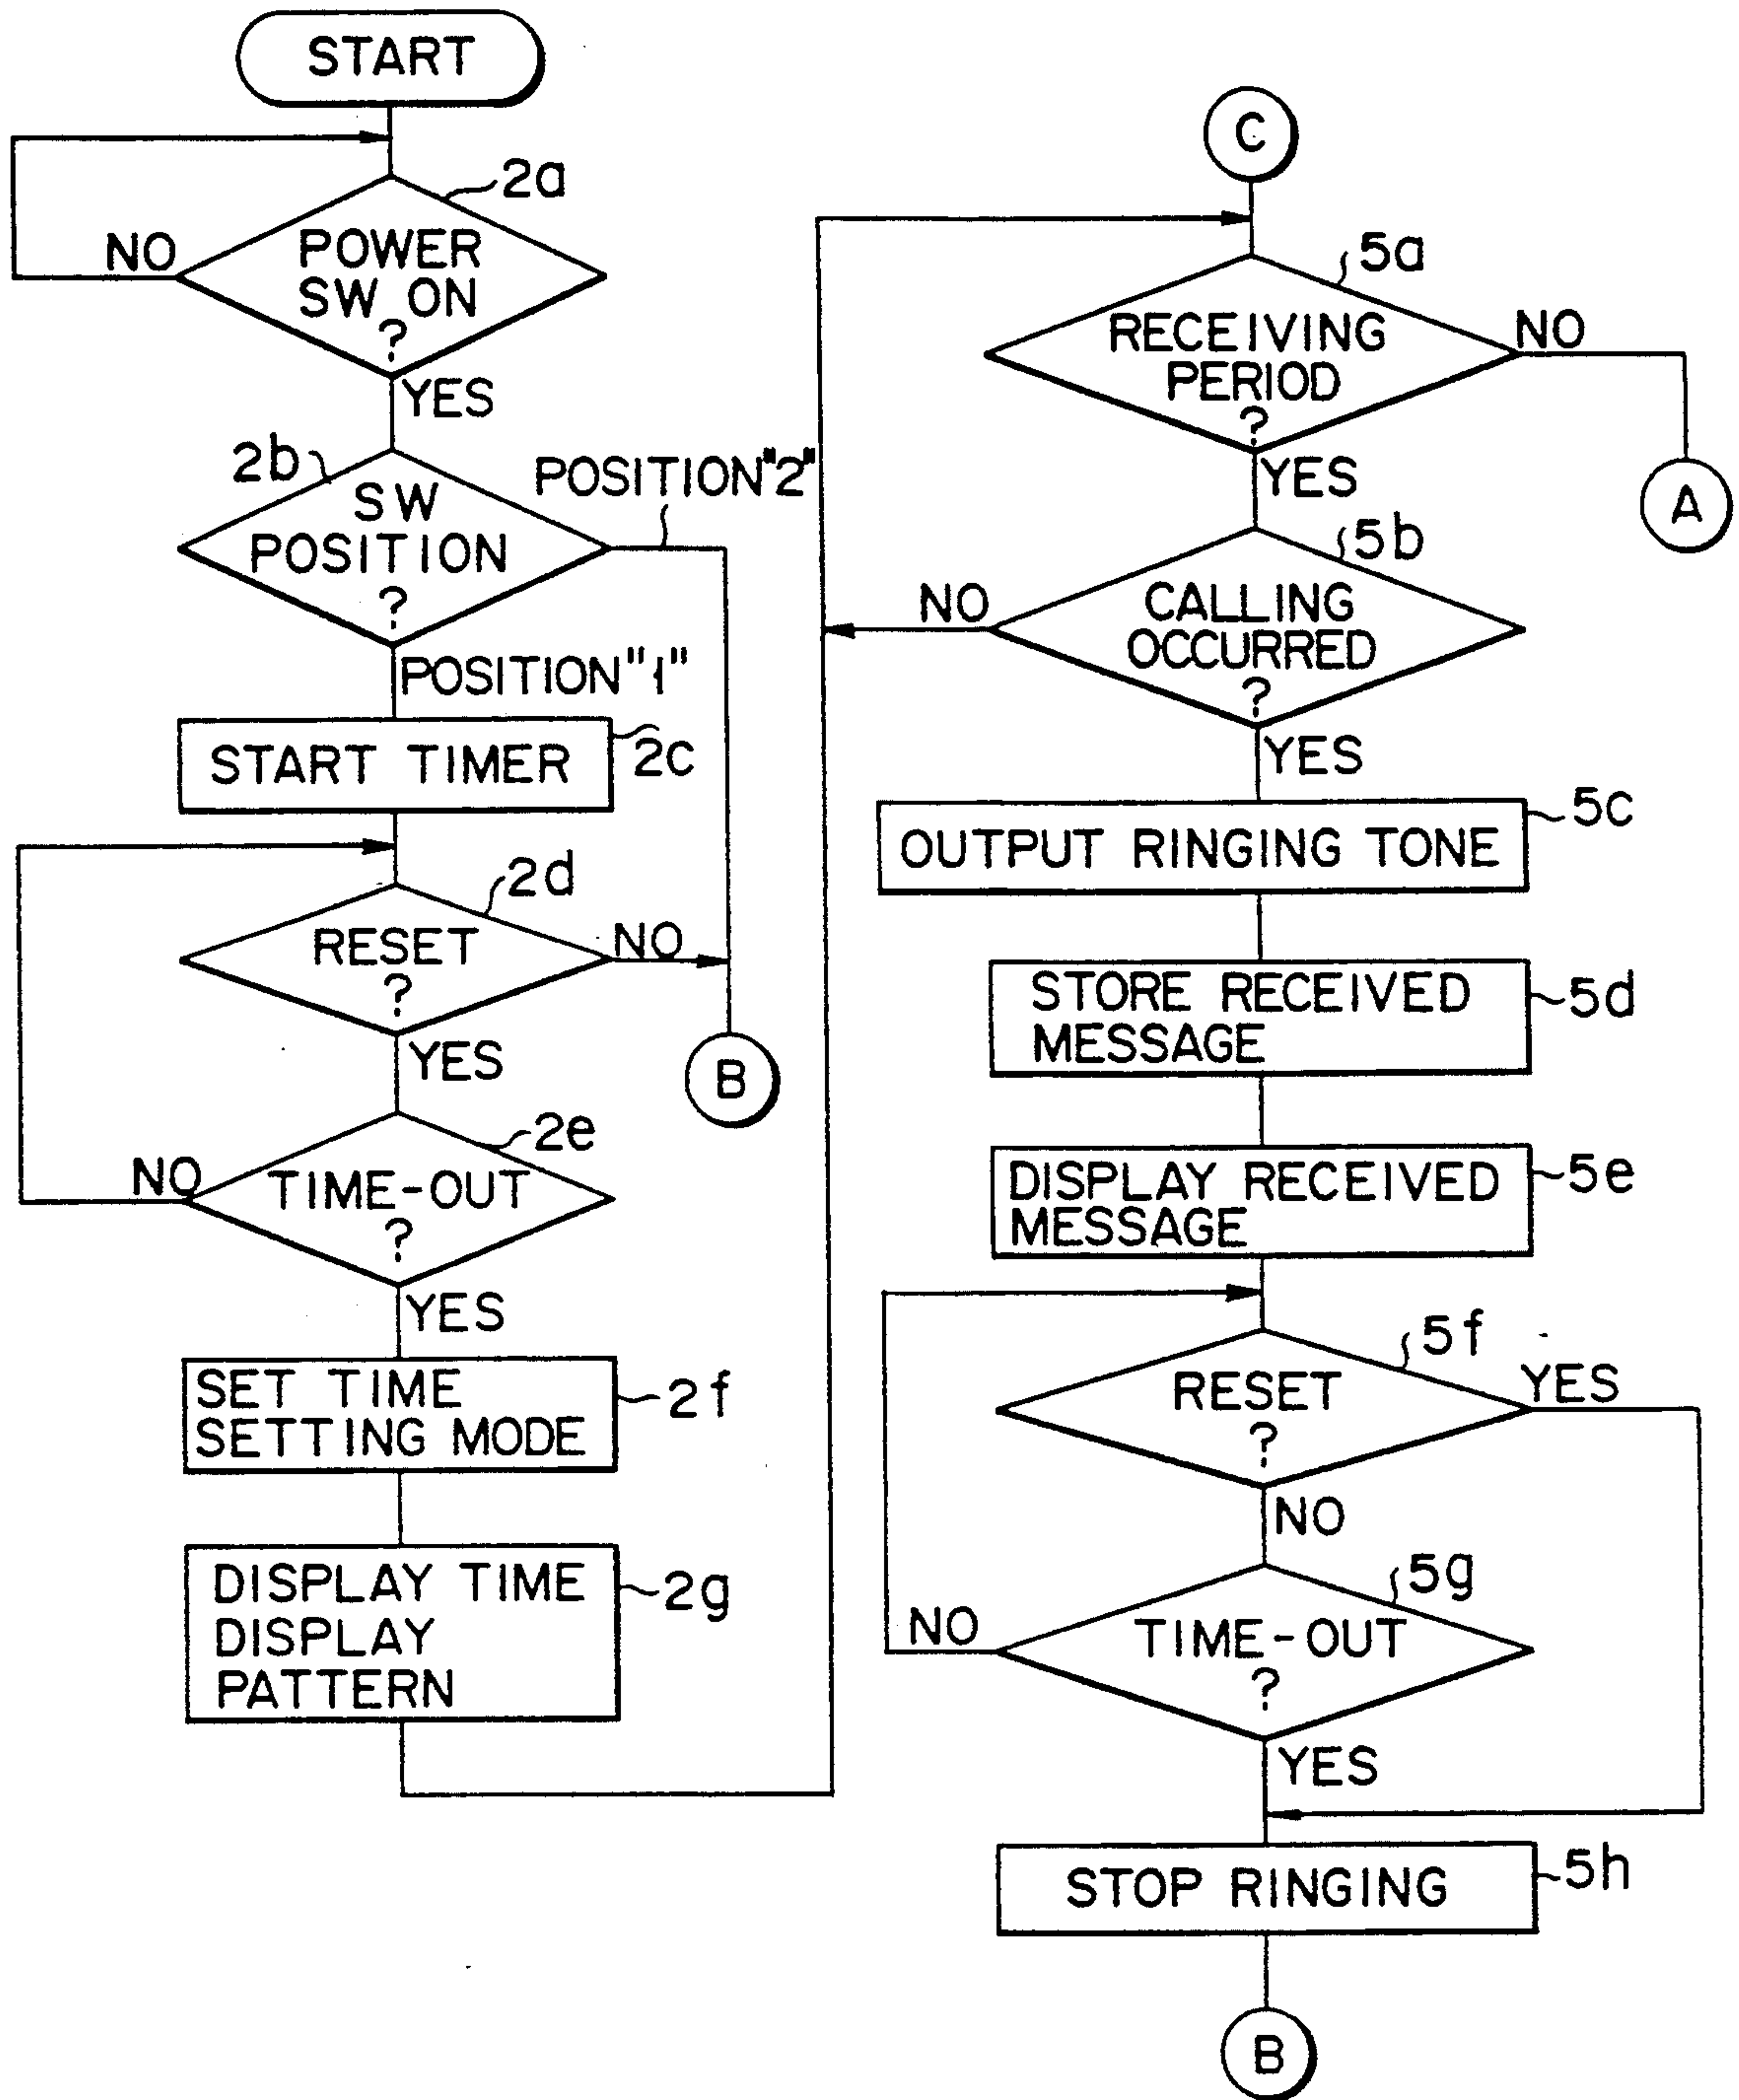 START
2a
NO
POWER
SW ON
?
YES
2b
POSITION"2"
SW
POSITION
?
POSITION"1"
START TIMER
2c
2d
RESET
?
NO
YES
B
2e
NO
TIME-OUT
?
YES
SET TIME
SETTING MODE
2f
DISPLAY TIME
DISPLAY
PATTERN
2g
C
5a
RECEIVING
PERIOD
?
NO
YES
A
5b
NO
CALLING
OCCURRED
?
YES
5c
OUTPUT RINGING TONE
STORE RECEIVED
MESSAGE
5d
DISPLAY RECEIVED
MESSAGE
5e
5f
RESET
?
YES
NO
5g
NO
TIME-OUT
?
YES
STOP RINGING
5h
B